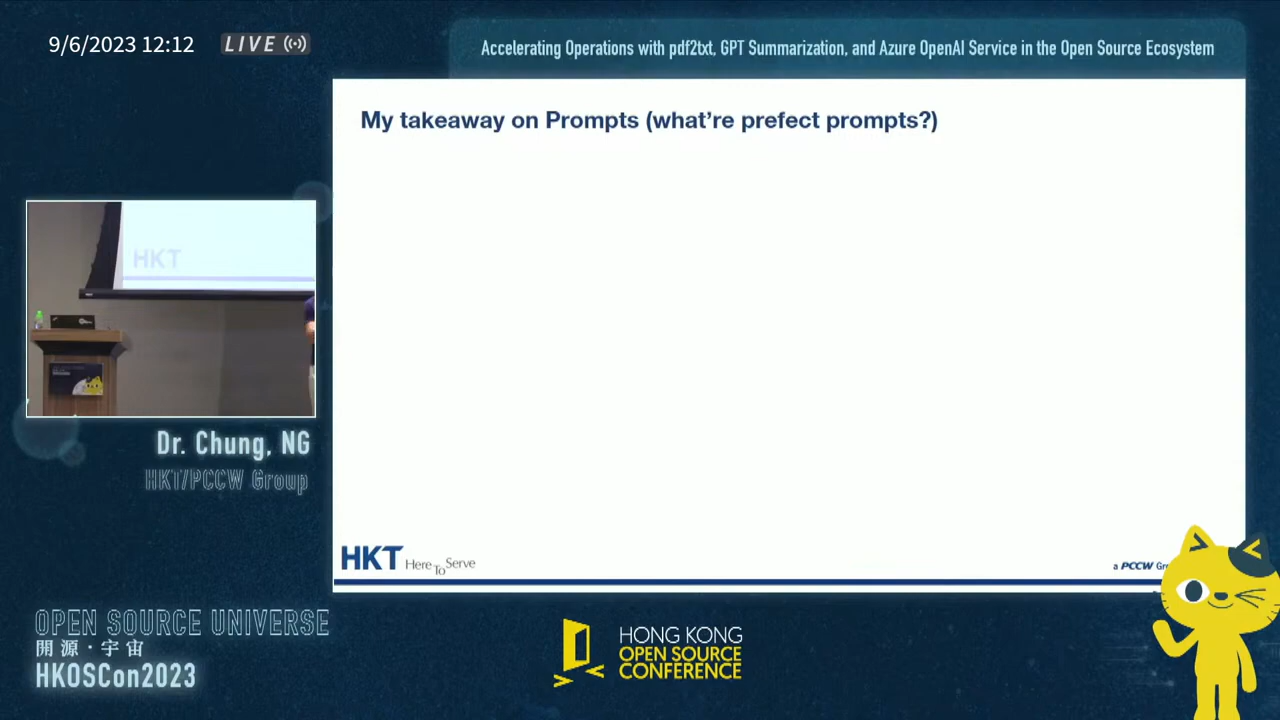 9/6/2023 12:12
LIVE
Accelerating Operations with pdf2txt, GPT Summarization, and Azure OpenAI Service in the Open Source Ecosystem
My takeaway on Prompts (what're prefect prompts?)
HKT
Dr. Chung, NG
HKT/PCCW Group
HKT Here To Serve
a PCCW
OPEN SOURCE UNIVERSE
開源·宇宙
HKOSCon2023
HONG KONG
OPEN SOURCE
CONFERENCE